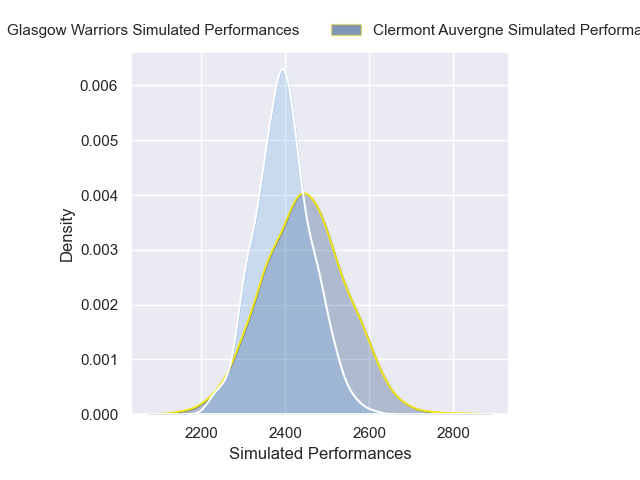 Glasgow Warriors Simulated Performances
Clermont Auvergne Simulated Performa
0.006
0.005
0.004
0.003
0.002
0.001
0.000
Density
2200 2400 2600 2800
Simulated Performances